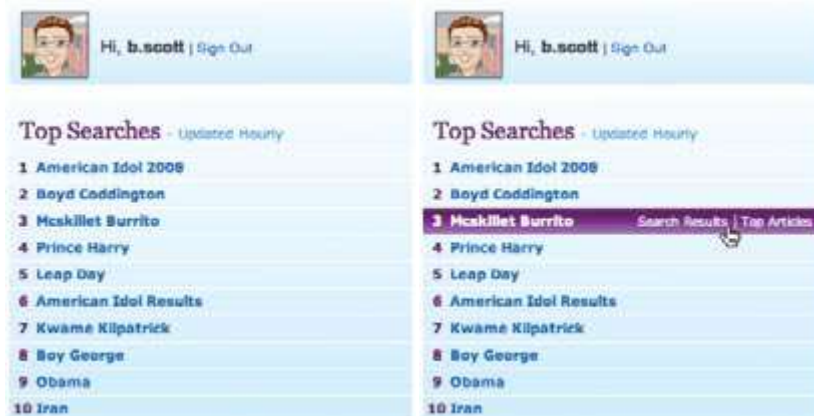 Hi, b.scott | Sign Out
Top Searches - Updated Hourly
1 American Idol 2008
2 Boyd Coddington
3 Mcskillet Burrito
4 Prince Harry
5 Leap Day
6 American Idol Results
7 Kwame Kilpatrick
8 Boy George
9 Obama
10 Iran
Hi, b.scott | Sign Out
Top Searches - Updated Hourly
1 American Idol 2008
2 Boyd Coddington
3 Mcskillet Burrito Search Results | Top Articles
4 Prince Harry
5 Leap Day
6 American Idol Results
7 Kwame Kilpatrick
8 Boy George
9 Obama
10 Iran